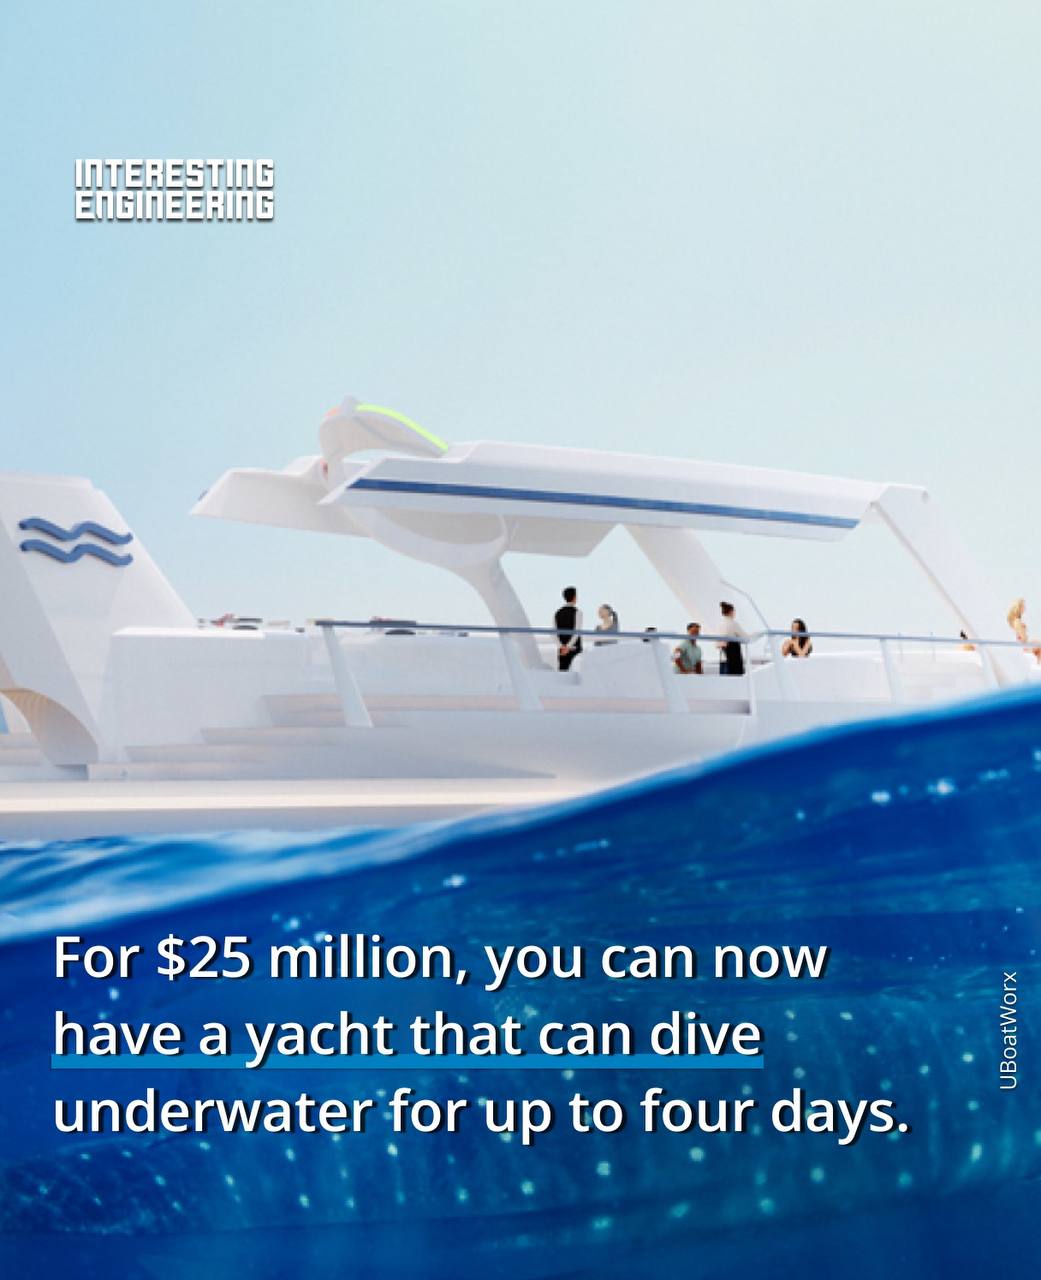 INTERESTING
ENGINEERING
For $25 million, you can now
have a yacht that can dive
underwater for up to four days.
UBoatWorx